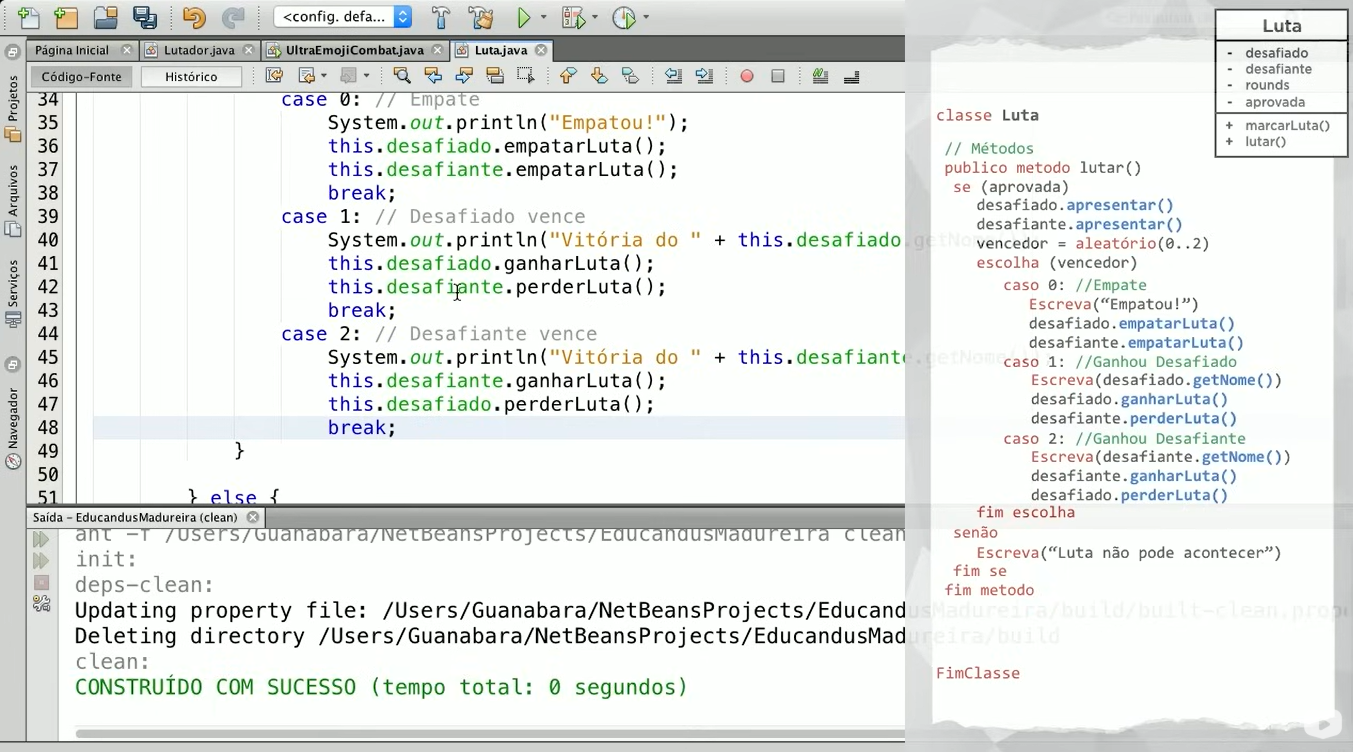 <config. defa...
Página Inicial
Lutador.java
UltraEmojiCombat.java
Luta.java
Código-Fonte
Histórico
Projetos
Arquivos
Serviços
Navegador
34 case 0: // Empate
35 System.out.println("Empatou!");
36 this.desafiado.empatarLuta();
37 this.desafiante.empatarLuta();
38 break;
39 case 1: // Desafiado vence
40 System.out.println("Vitória do " + this.desafiado.getNome()
41 this.desafiado.ganharLuta();
42 this.desafiante.perderLuta();
43 break;
44 case 2: // Desafiante vence
45 System.out.println("Vitória do " + this.desafiante.getNome()
46 this.desafiante.ganharLuta();
47 this.desafiado.perderLuta();
48 break;
49 }
50
51 } else {
Saída – EducandusMadureira (clean)
ant -f /Users/Guanabara/NetBeansProjects/EducandusMadureira clean
init:
deps-clean:
Updating property file: /Users/Guanabara/NetBeansProjects/EducandusMadureira/build/built-clean.prop
Deleting directory /Users/Guanabara/NetBeansProjects/EducandusMadureira/build
clean:
CONSTRUÍDO COM SUCESSO (tempo total: 0 segundos)
Luta
- desafiado
- desafiante
- rounds
- aprovada
+ marcarLuta()
+ lutar()
classe Luta
// Métodos
publico metodo lutar()
se (aprovada)
desafiado.apresentar()
desafiante.apresentar()
vencedor = aleatório(0..2)
escolha (vencedor)
caso 0: //Empate
Escreva(“Empatou!”)
desafiado.empatarLuta()
desafiante.empatarLuta()
caso 1: //Ganhou Desafiado
Escreva(desafiado.getNome())
desafiado.ganharLuta()
desafiante.perderLuta()
caso 2: //Ganhou Desafiante
Escreva(desafiante.getNome())
desafiante.ganharLuta()
desafiado.perderLuta()
fim escolha
senão
Escreva(“Luta não pode acontecer”)
fim se
fim metodo
FimClasse